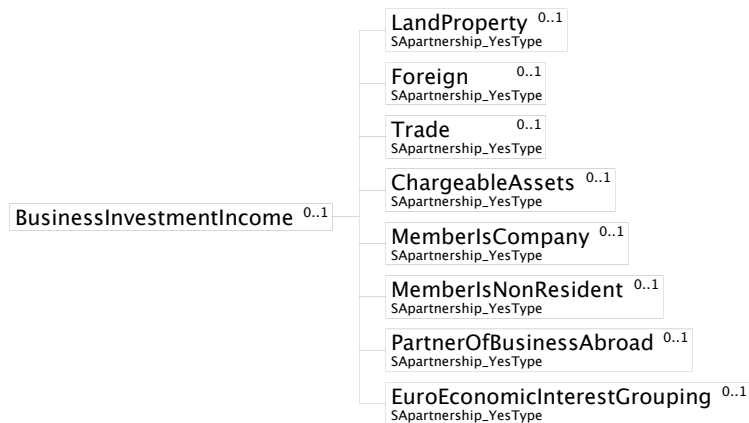 LandProperty 0..1
SApartnership_YesType
Foreign 0..1
SApartnership_YesType
Trade 0..1
SApartnership_YesType
ChargeableAssets 0..1
SApartnership_YesType
BusinessInvestmentIncome 0..1
MemberIsCompany 0..1
SApartnership_YesType
MemberIsNonResident 0..1
SApartnership_YesType
PartnerOfBusinessAbroad 0..1
SApartnership_YesType
EuroEconomicInterestGrouping 0..1
SApartnership_YesType